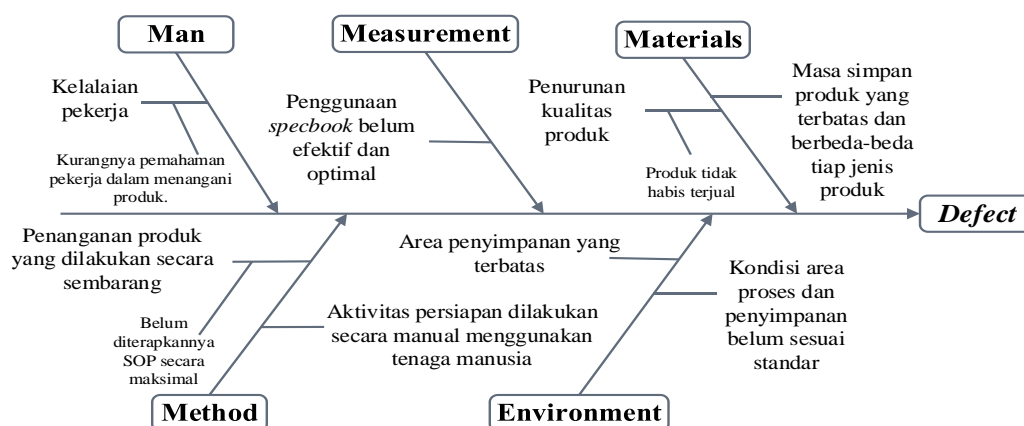 Man
Measurement
Materials
Kelalaian
pekerja
Kurangnya pemahaman
pekerja dalam menangani
produk.
Penggunaan
specbook belum
efektif dan
optimal
Penurunan
kualitas
produk
Produk tidak
habis terjual
Masa simpan
produk yang
terbatas dan
berbeda-beda
tiap jenis
produk
Defect
Penanganan produk
yang dilakukan secara
sembarang
Belum
diterapkannya
SOP secara
maksimal
Aktivitas persiapan dilakukan
secara manual menggunakan
tenaga manusia
Area penyimpanan yang
terbatas
Kondisi area
proses dan
penyimpanan
belum sesuai
standar
Method
Environment